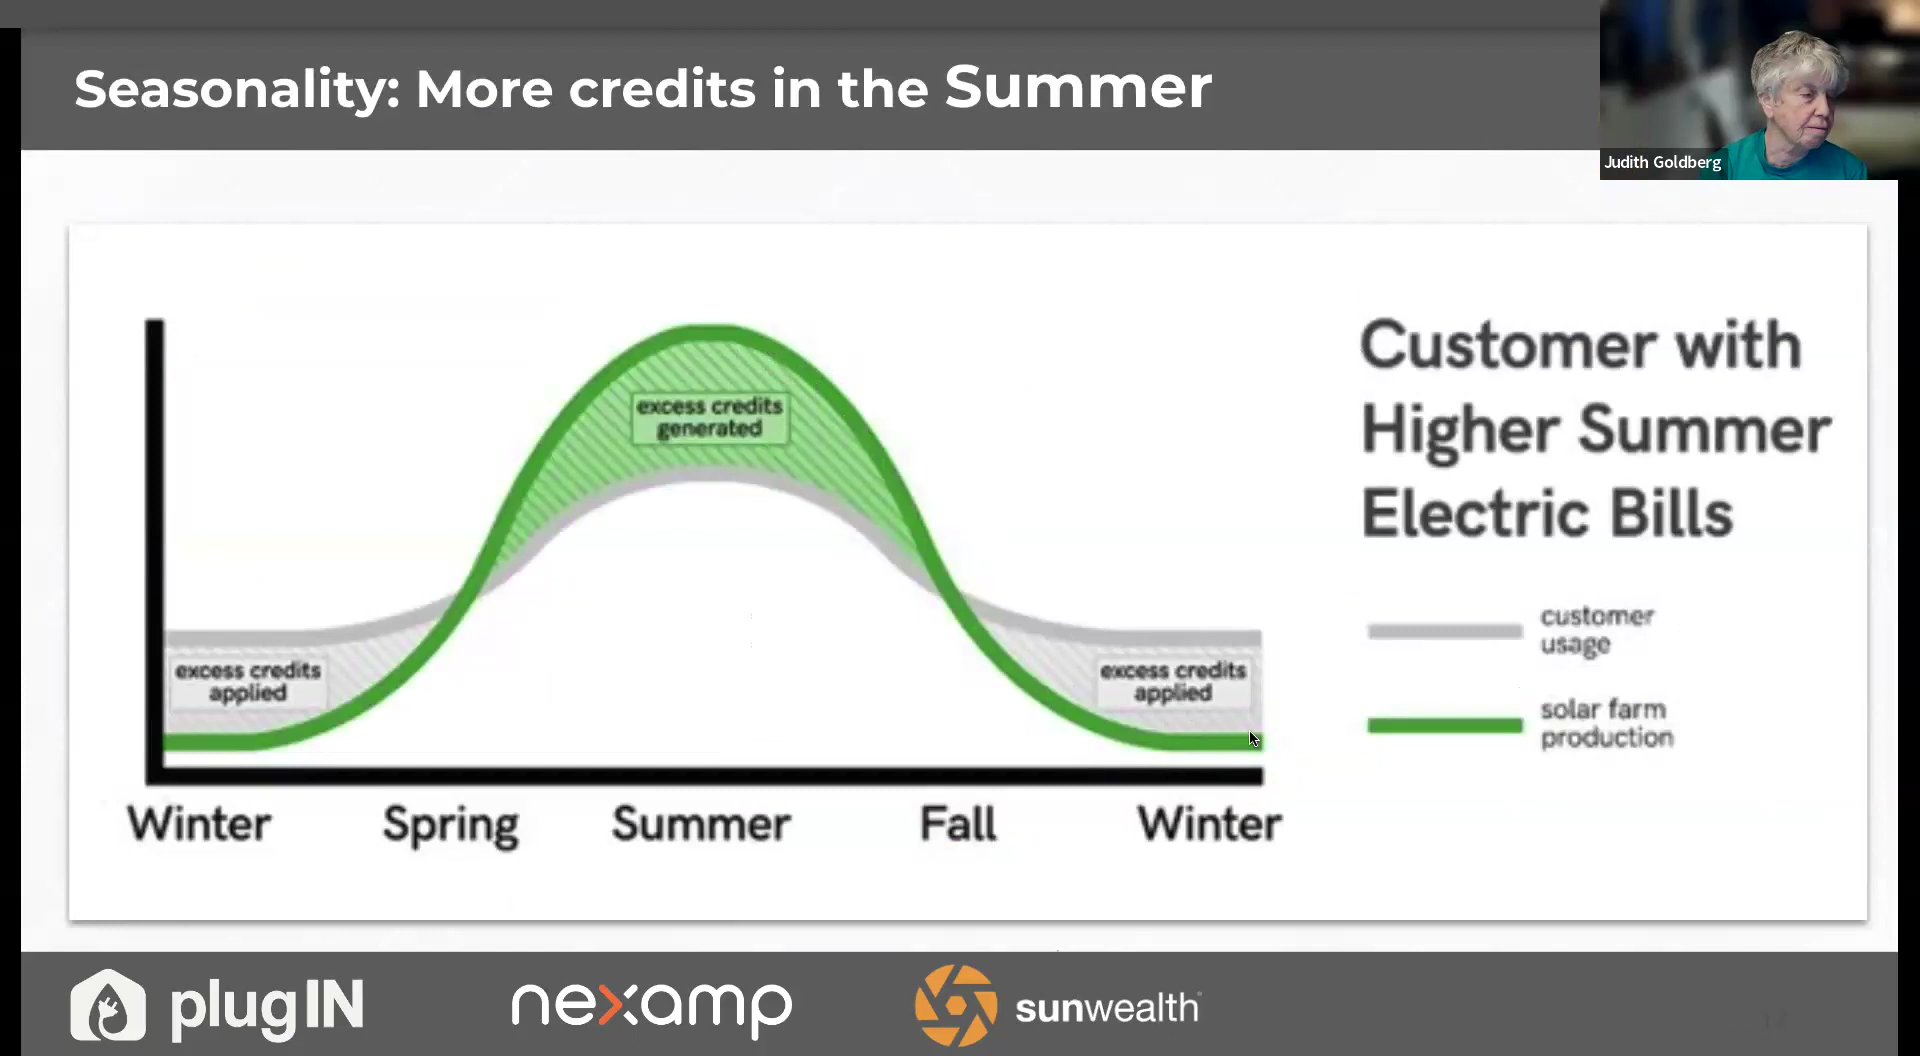 Seasonality: More credits in the Summer
Judith Goldberg
Customer with
Higher Summer
Electric Bills
excess credits
generated
customer
usage
excess credits
applied
excess credits
applied
solar farm
production
Winter
Spring
Summer
Fall
Winter
plugIN
nexamp
sunwealth